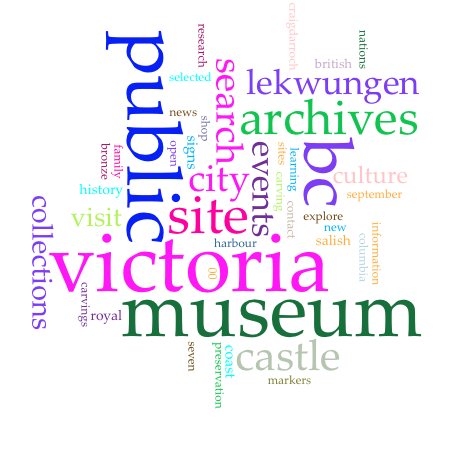 craigdarroch
research
nations
public
british
selected
search
lekwungen
archives
news
shop
bc
signs
open
family
bronze
events
sites
learning
carving
city
culture
history
september
collections
visit
site
contact
explore
new
salish
harbour
information
columbia
victoria
00
carvings
royal
museum
seven
preservation
coast
castle
markers